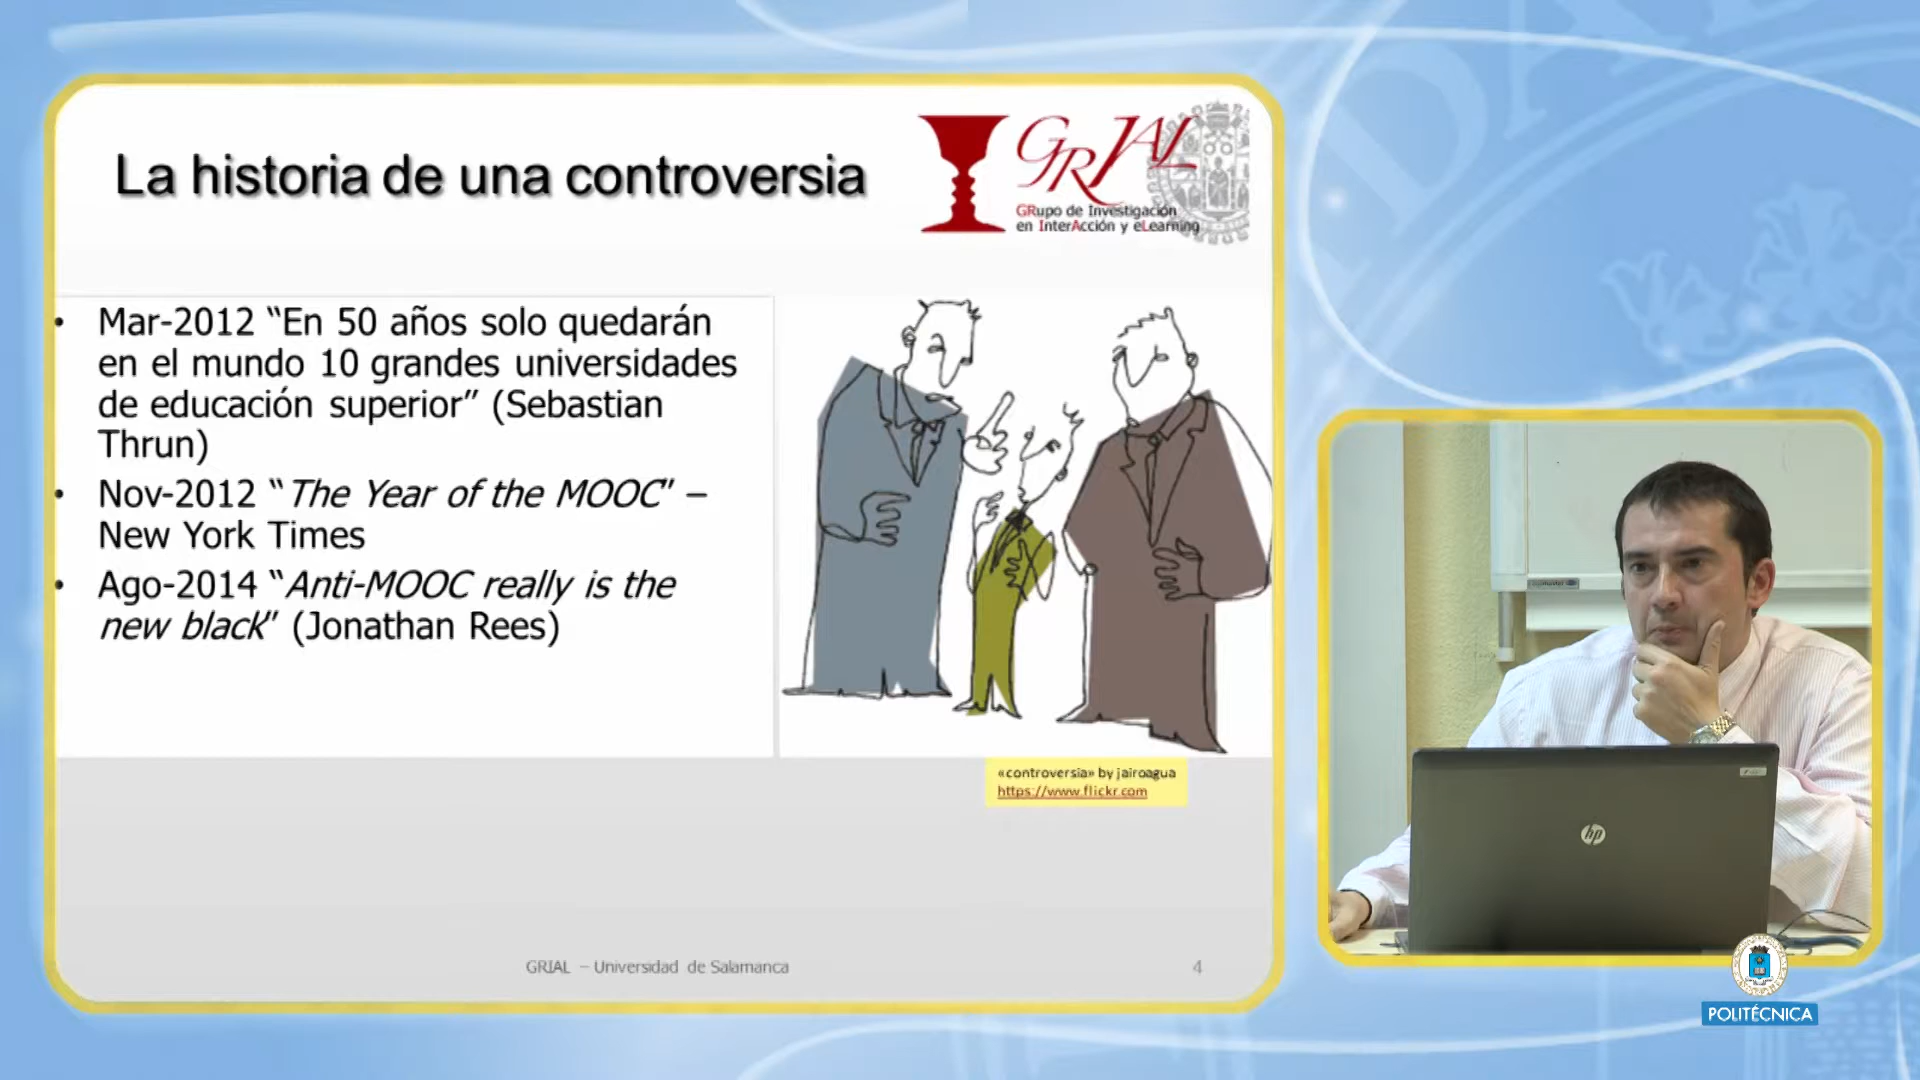 La historia de una controversia
GRIAL
GRupo de Investigación
en InterAcción y eLearning
• Mar-2012 “En 50 años solo quedarán
en el mundo 10 grandes universidades
de educación superior” (Sebastian
Thrun)
• Nov-2012 “The Year of the MOOC” –
New York Times
• Ago-2014 “Anti-MOOC really is the
new black” (Jonathan Rees)
«controversia» by jairoagua
https://www.flickr.com
GRIAL – Universidad de Salamanca
4
hp
POLITÉCNICA